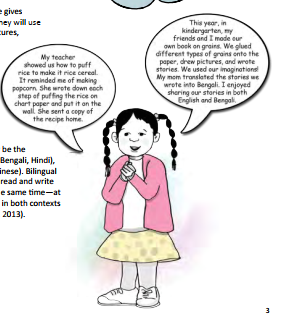 e gives
ney will use
tures,
My teacher
showed us how to puff
rice to make it rice cereal.
It reminded me of making
popcorn. She wrote down each
step of puffing the rice on
chart paper and put it on the
wall. She sent a copy of
the recipe home.
This year, in
kindergarten, my
friends and I made our
own book on grains. We glued
different types of grains onto the
paper, drew pictures, and wrote
stories. We used our imaginations!
My mom translated the stories we
wrote into Bengali. I enjoyed
sharing our stories in both
English and Bengali.
be the
Bengali, Hindi),
inese). Bilingual
read and write
e same time—at
in both contexts
2013).
3